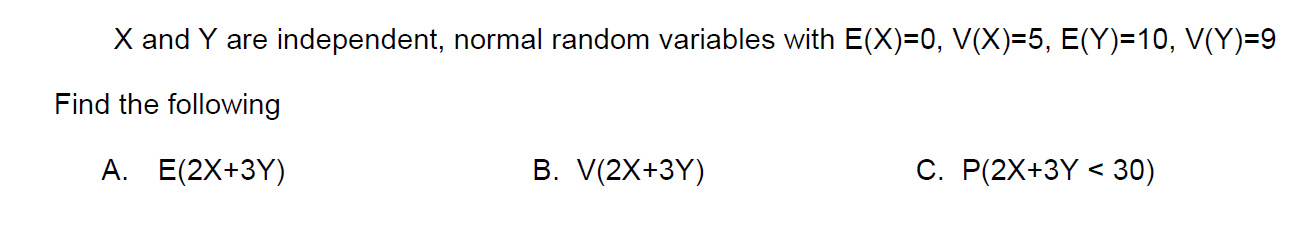 X and Y are independent, normal random variables with E(X)=0, V(X)=5, E(Y)=10, V(Y)=9
Find the following
A. E(2X+3Y) B. V(2X+3Y) C. P(2X+3Y < 30)